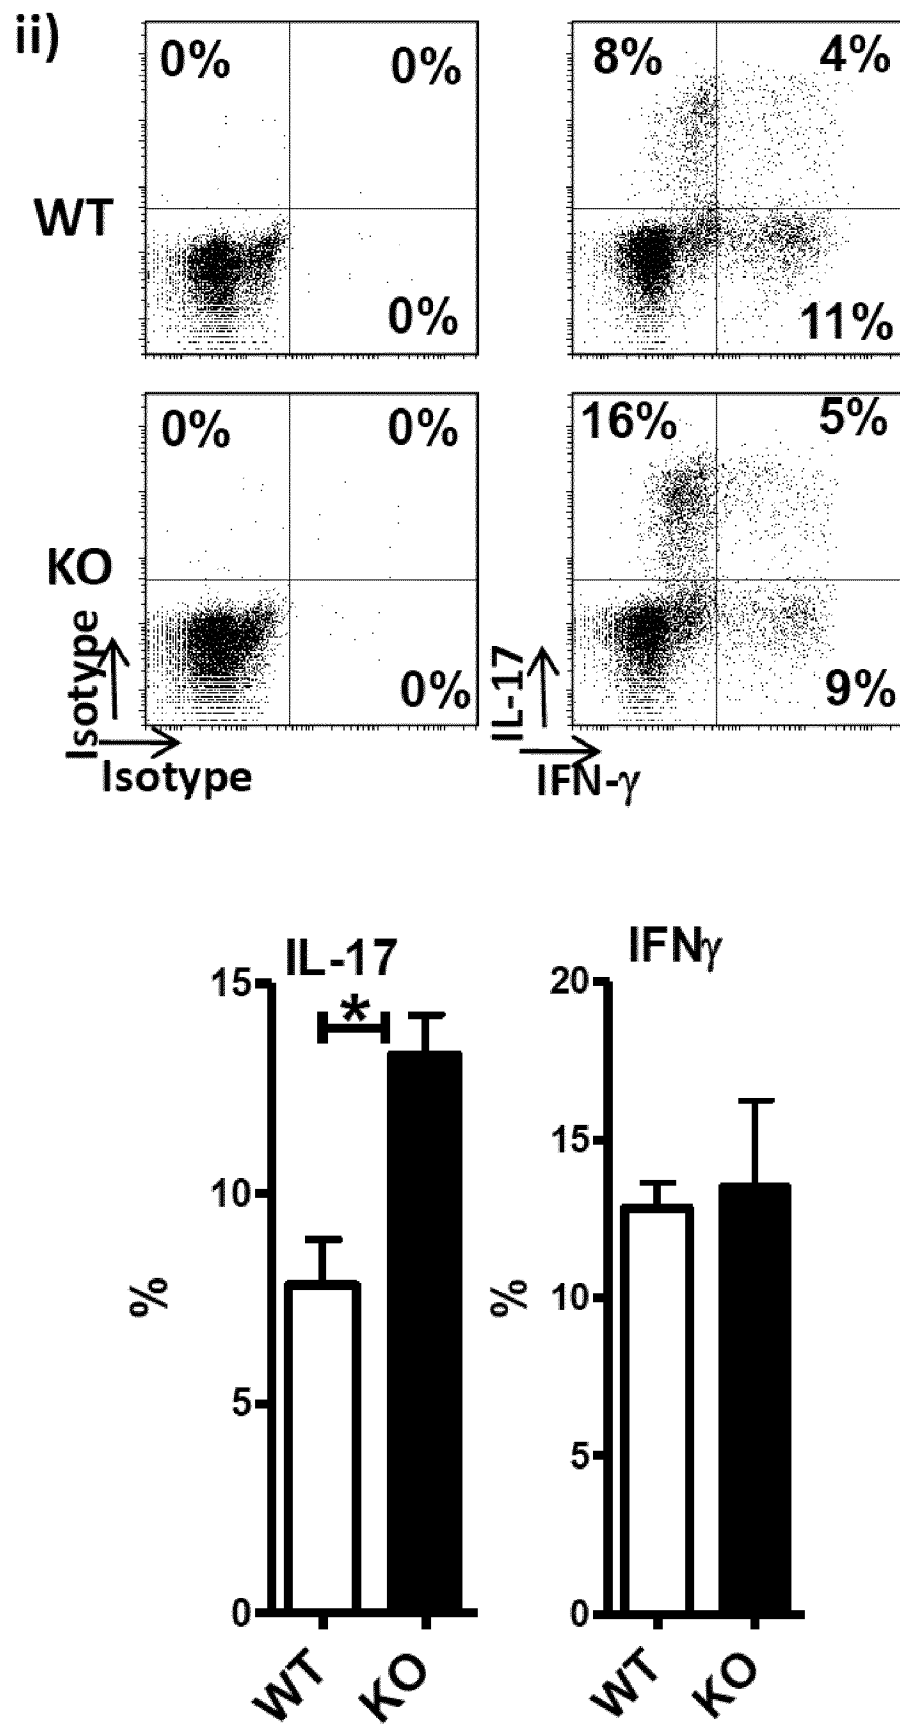 ii)
0% 0% 8% 4%
WT
0% 11%
0% 0% 16% 5%
KO
0% 9%
Isotype
Isotype
IL-17
IFN-γ
IL-17
15
*
10
5
0
%
WT KO
IFNγ
20
15
10
5
0
%
WT KO